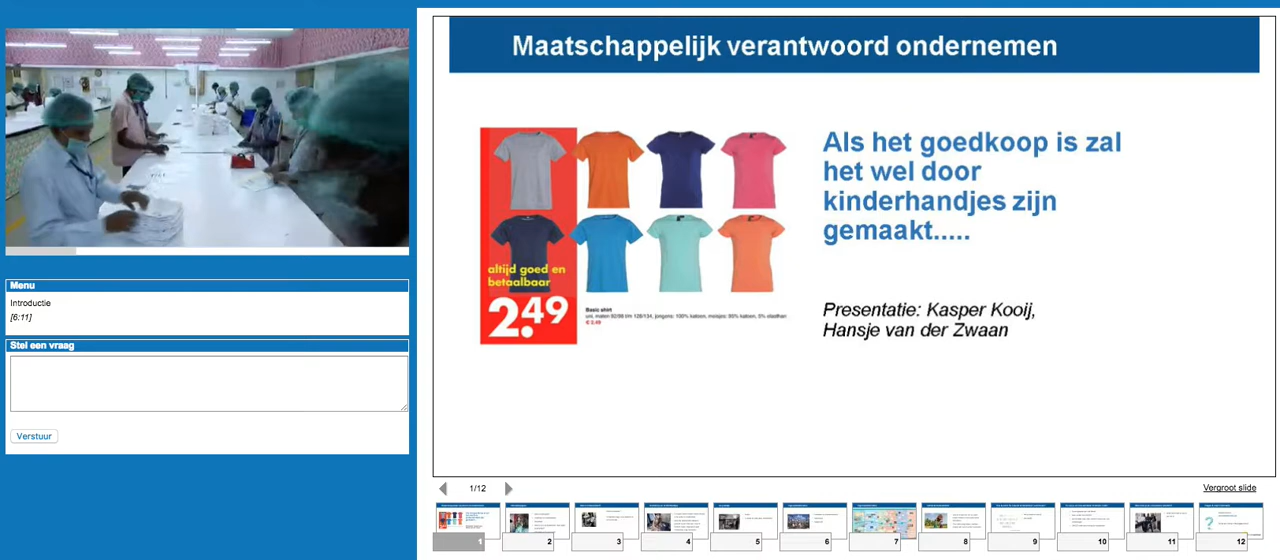 Maatschappelijk verantwoord ondernemen
Als het goedkoop is zal
het wel door
kinderhandjes zijn
gemaakt.....
altijd goed en
betaalbaar
2.49
Basic shirt
€ 2.49
Presentatie: Kasper Kooij,
Hansje van der Zwaan
Menu
Introductie
[6:11]
Stel een vraag
Verstuur
1/12
Vergroot slide
1
2
3
4
5
6
7
8
9
10
11
12